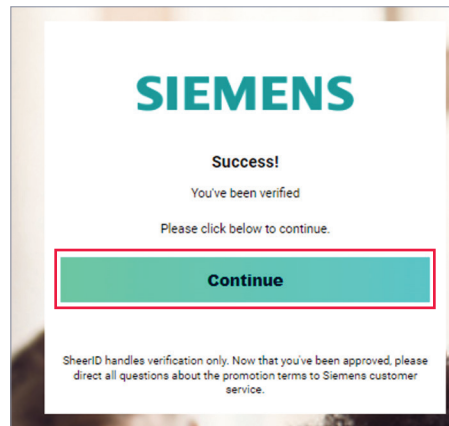 SIEMENS
Success!
You've been verified
Please click below to continue.
Continue
SheerID handles verification only. Now that you've been approved, please
direct all questions about the promotion terms to Siemens customer
service.